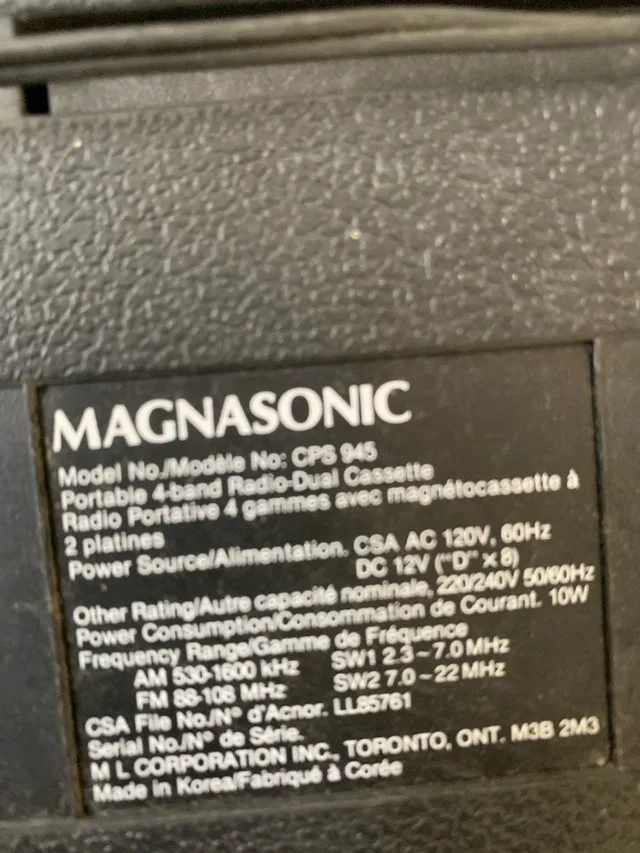 MAGNASONIC
Model No./Modèle No: CPS 945
Portable 4-band Radio-Dual Cassette
Radio Portative 4 gammes avec magnétocassette à
2 platines
Power Source/Alimentation. CSA AC 120V, 60Hz
DC 12V ("D" × 8)
Other Rating/Autre capacité nominale, 220/240V 50/60Hz
Power Consumption/Consommation de Courant. 10W
Frequency Range/Gamme de Fréquence
AM 530-1600 kHz SW1 2.3~7.0 MHz
FM 88-108 MHz SW2 7.0~22 MHz
CSA File No./N° d'Acnor. LL85761
Serial No./N° de Série.
M L CORPORATION INC., TORONTO, ONT. M3B 2M3
Made in Korea/Fabriqué à Corée